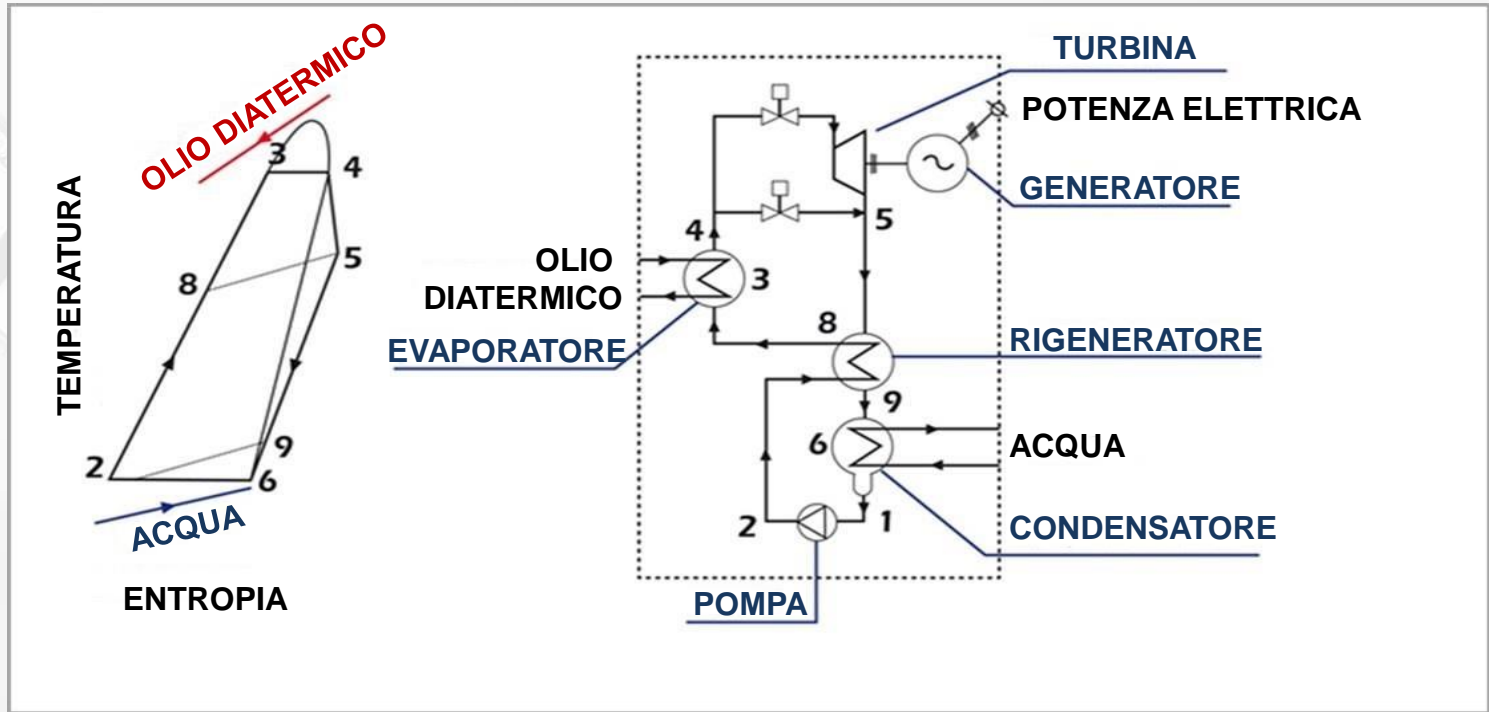 OLIO DIATERMICO
3
4
TEMPERATURA
5
8
2
9
6
ACQUA
ENTROPIA
TURBINA
POTENZA ELETTRICA
GENERATORE
5
4
OLIO
DIATERMICO
3
EVAPORATORE
8
RIGENERATORE
9
6
ACQUA
2
1
CONDENSATORE
POMPA